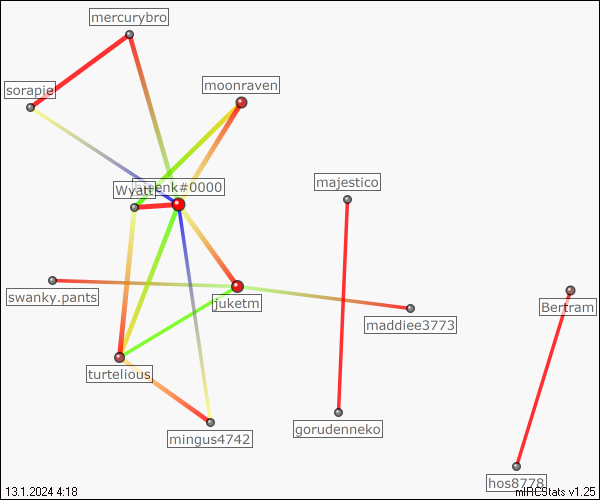 mercurybro
sorapie
moonraven
Wyatt
enk#0000
majestico
swanky.pants
juketm
Bertram
maddiee3773
turtelious
gorudenneko
mingus4742
hos8778
13.1.2024 4:18
mIRCStats v1.25